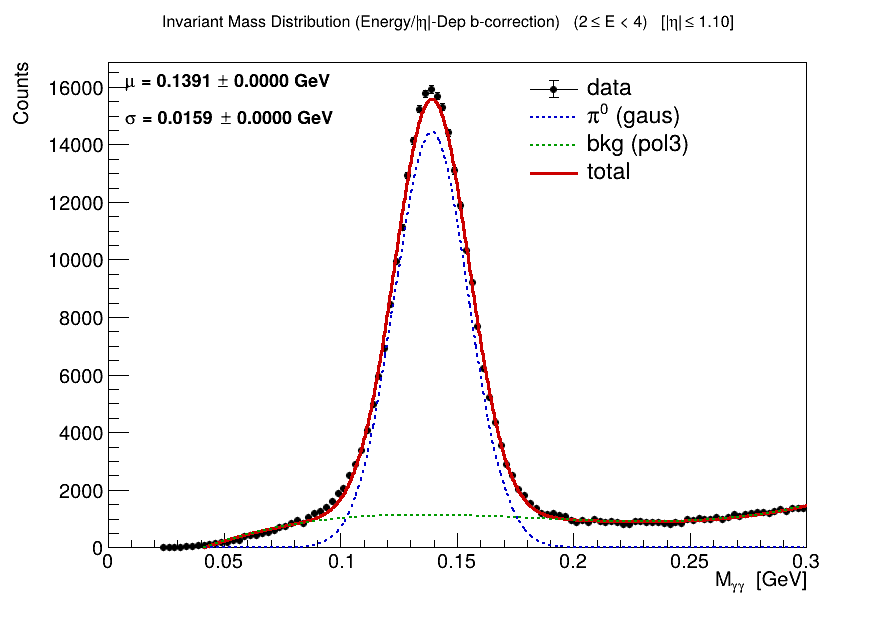 Invariant Mass Distribution (Energy/|η|-Dep b-correction) (2 ≤ E < 4) [|η| ≤ 1.10]
Counts
μ = 0.1391 ± 0.0000 GeV
σ = 0.0159 ± 0.0000 GeV
data
π⁰ (gaus)
bkg (pol3)
total
16000
14000
12000
10000
8000
6000
4000
2000
0
0 0.05 0.1 0.15 0.2 0.25 0.3
Mγγ [GeV]